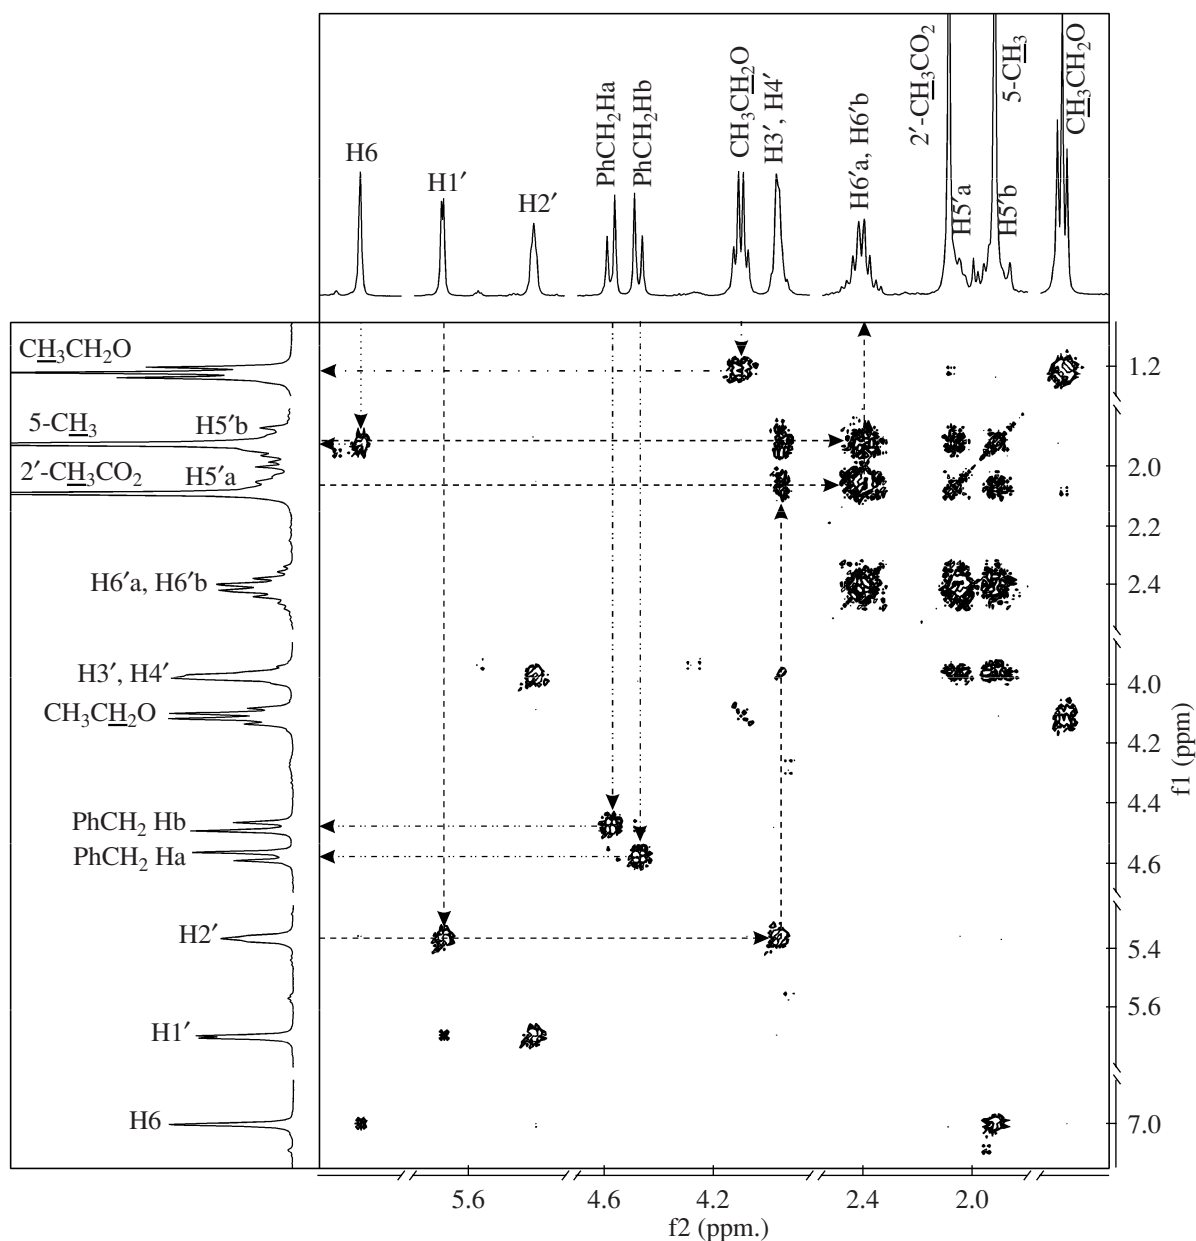 H6
H1′
H2′
PhCH₂Ha
PhCH₂Hb
CH₃CH₂O
H3′, H4′
H6′a, H6′b
2′-CH₃CO₂
H5′a
5-CH₃
H5′b
CH₃CH₂O
CH₃CH₂O
5-CH₃
H5′b
2′-CH₃CO₂
H5′a
H6′a, H6′b
H3′, H4′
CH₃CH₂O
PhCH₂ Hb
PhCH₂ Ha
H2′
H1′
H6
1.2
2.0
2.2
2.4
4.0
4.2
4.4
4.6
5.4
5.6
7.0
f1 (ppm)
5.6
4.6
4.2
2.4
2.0
f2 (ppm.)